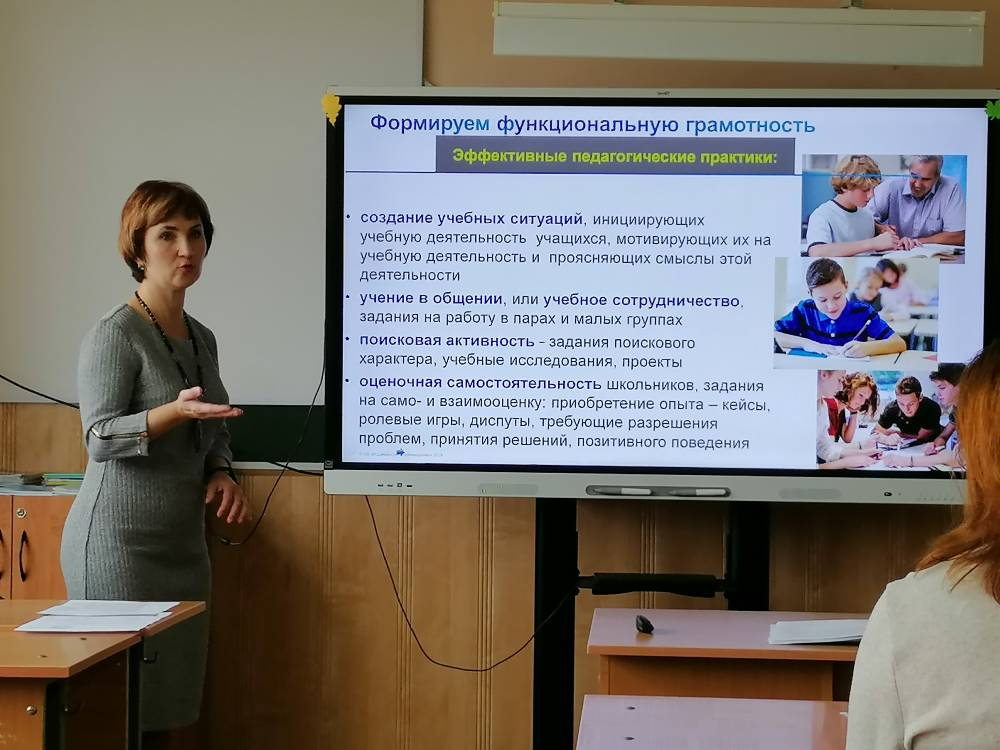 Формируем функциональную грамотность
Эффективные педагогические практики:
• создание учебных ситуаций, инициирующих
учебную деятельность учащихся, мотивирующих их на
учебную деятельность и проясняющих смыслы этой
деятельности
• учение в общении, или учебное сотрудничество,
задания на работу в парах и малых группах
• поисковая активность - задания поискового
характера, учебные исследования, проекты
• оценочная самостоятельность школьников, задания
на само- и взаимооценку: приобретение опыта – кейсы,
ролевые игры, диспуты, требующие разрешения
проблем, принятия решений, позитивного поведения